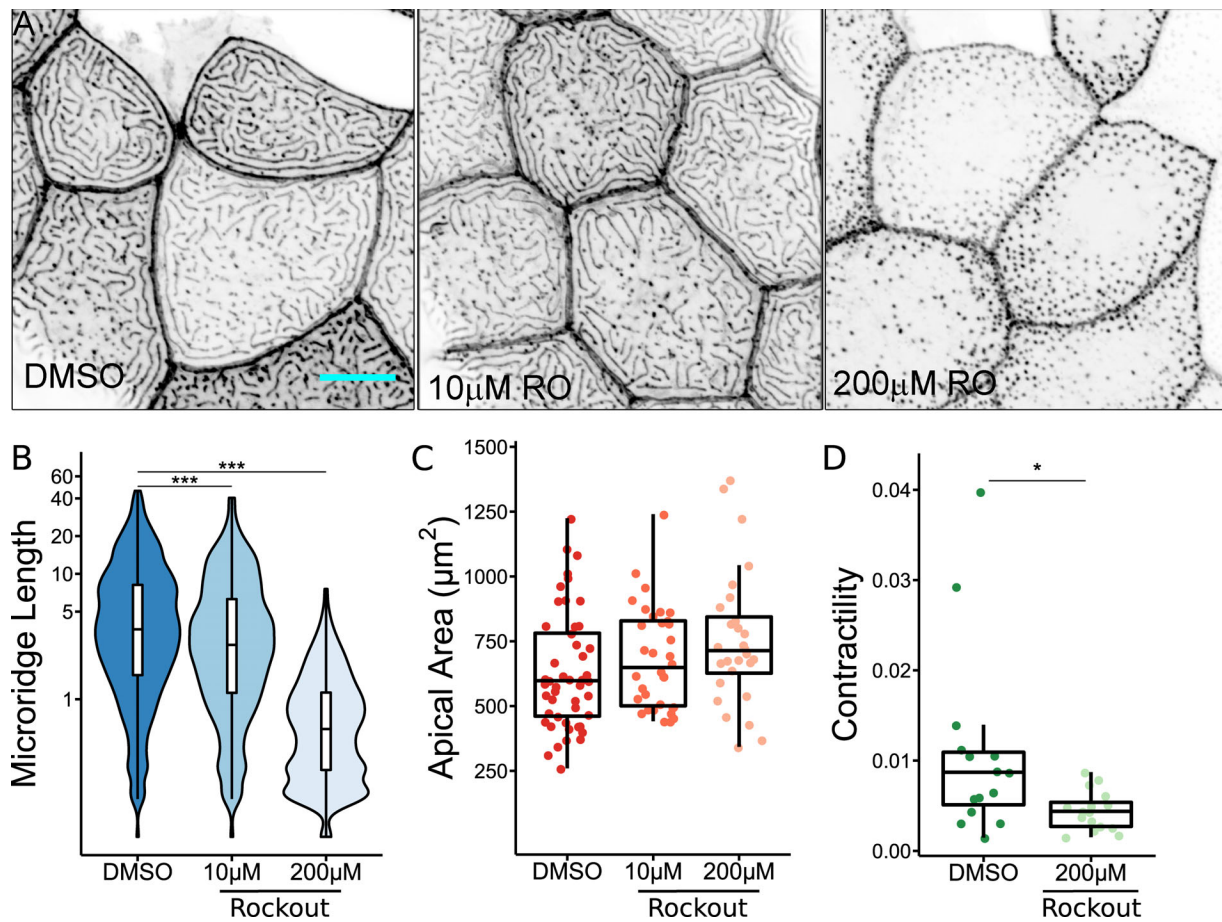 A
DMSO
10µM RO
200µM RO
B
Microridge Length
60
40
20
10
5
1
***
***
DMSO
10µM
200µM
Rockout
C
Apical Area (µm²)
1500
1250
1000
750
500
250
DMSO
10µM
200µM
Rockout
D
Contractility
0.04
0.03
0.02
0.01
0.00
*
DMSO
200µM
Rockout